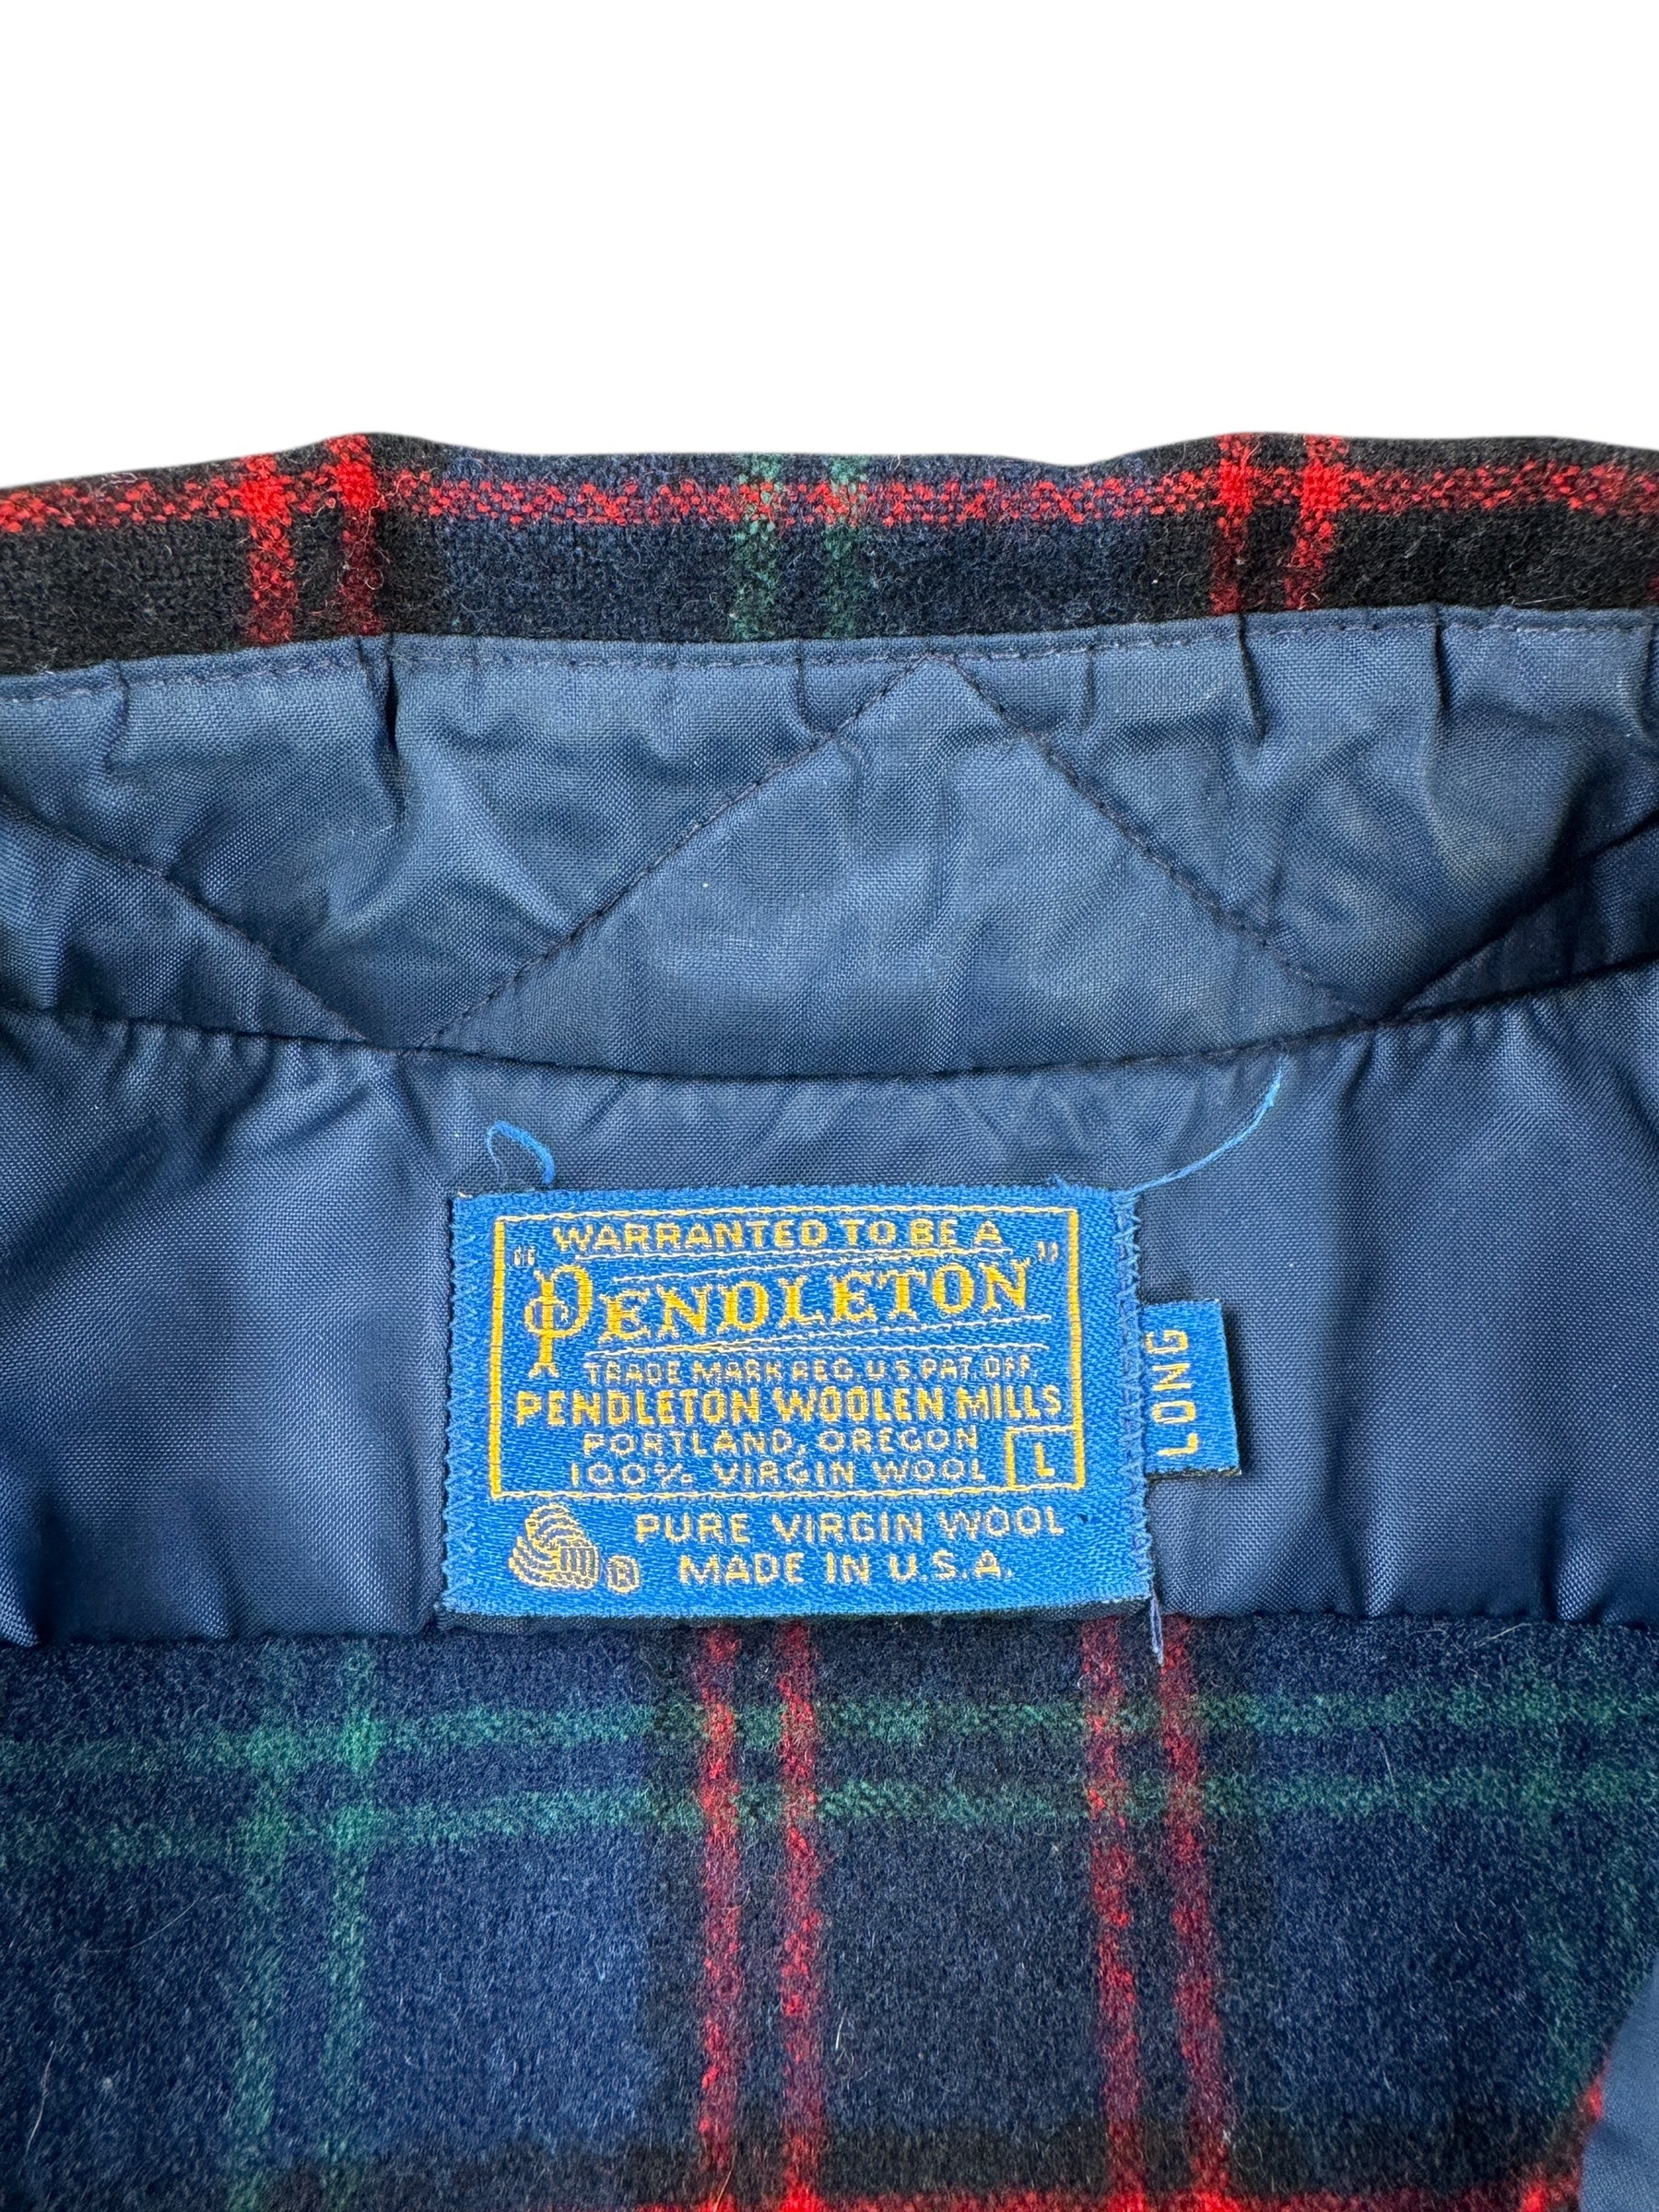 WARRANTED TO BE A
"PENDLETON"
TRADE MARK REG. U.S. PAT. OFF.
PENDLETON WOOLEN MILLS
PORTLAND, OREGON
100% VIRGIN WOOL L
PURE VIRGIN WOOL
® MADE IN U.S.A.
LONG